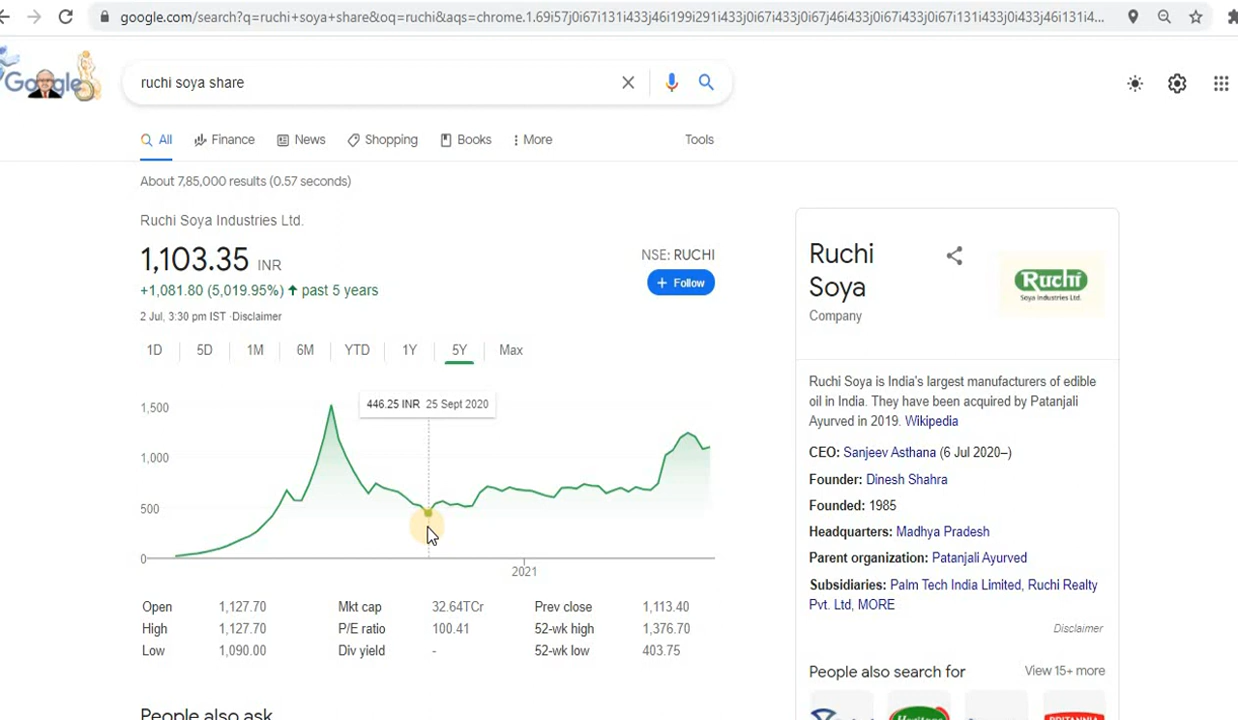 google.com/search?q=ruchi+soya+share&oq=ruchi&aqs=chrome.1.69i57j0i67i131i433j46i199i291i433j0i67i433j0i67j46i433j0i67j0i67i131i433j0i433j46i131i4...
Google
ruchi soya share
All Finance News Shopping Books More Tools
About 7,85,000 results (0.57 seconds)
Ruchi Soya Industries Ltd.
1,103.35 INR
NSE: RUCHI
+ Follow
+1,081.80 (5,019.95%) ↑ past 5 years
2 Jul, 3:30 pm IST ·Disclaimer
1D 5D 1M 6M YTD 1Y 5Y Max
446.25 INR 25 Sept 2020
1,500
1,000
500
0
2021
Open 1,127.70 Mkt cap 32.64TCr Prev close 1,113.40
High 1,127.70 P/E ratio 100.41 52-wk high 1,376.70
Low 1,090.00 Div yield - 52-wk low 403.75
People also ask
Ruchi
Soya
Company
Ruchi
Soya Industries Ltd.
Ruchi Soya is India's largest manufacturers of edible
oil in India. They have been acquired by Patanjali
Ayurved in 2019. Wikipedia
CEO: Sanjeev Asthana (6 Jul 2020–)
Founder: Dinesh Shahra
Founded: 1985
Headquarters: Madhya Pradesh
Parent organization: Patanjali Ayurved
Subsidiaries: Palm Tech India Limited, Ruchi Realty
Pvt. Ltd, MORE
Disclaimer
People also search for View 15+ more
Heritage
BRITANNIA